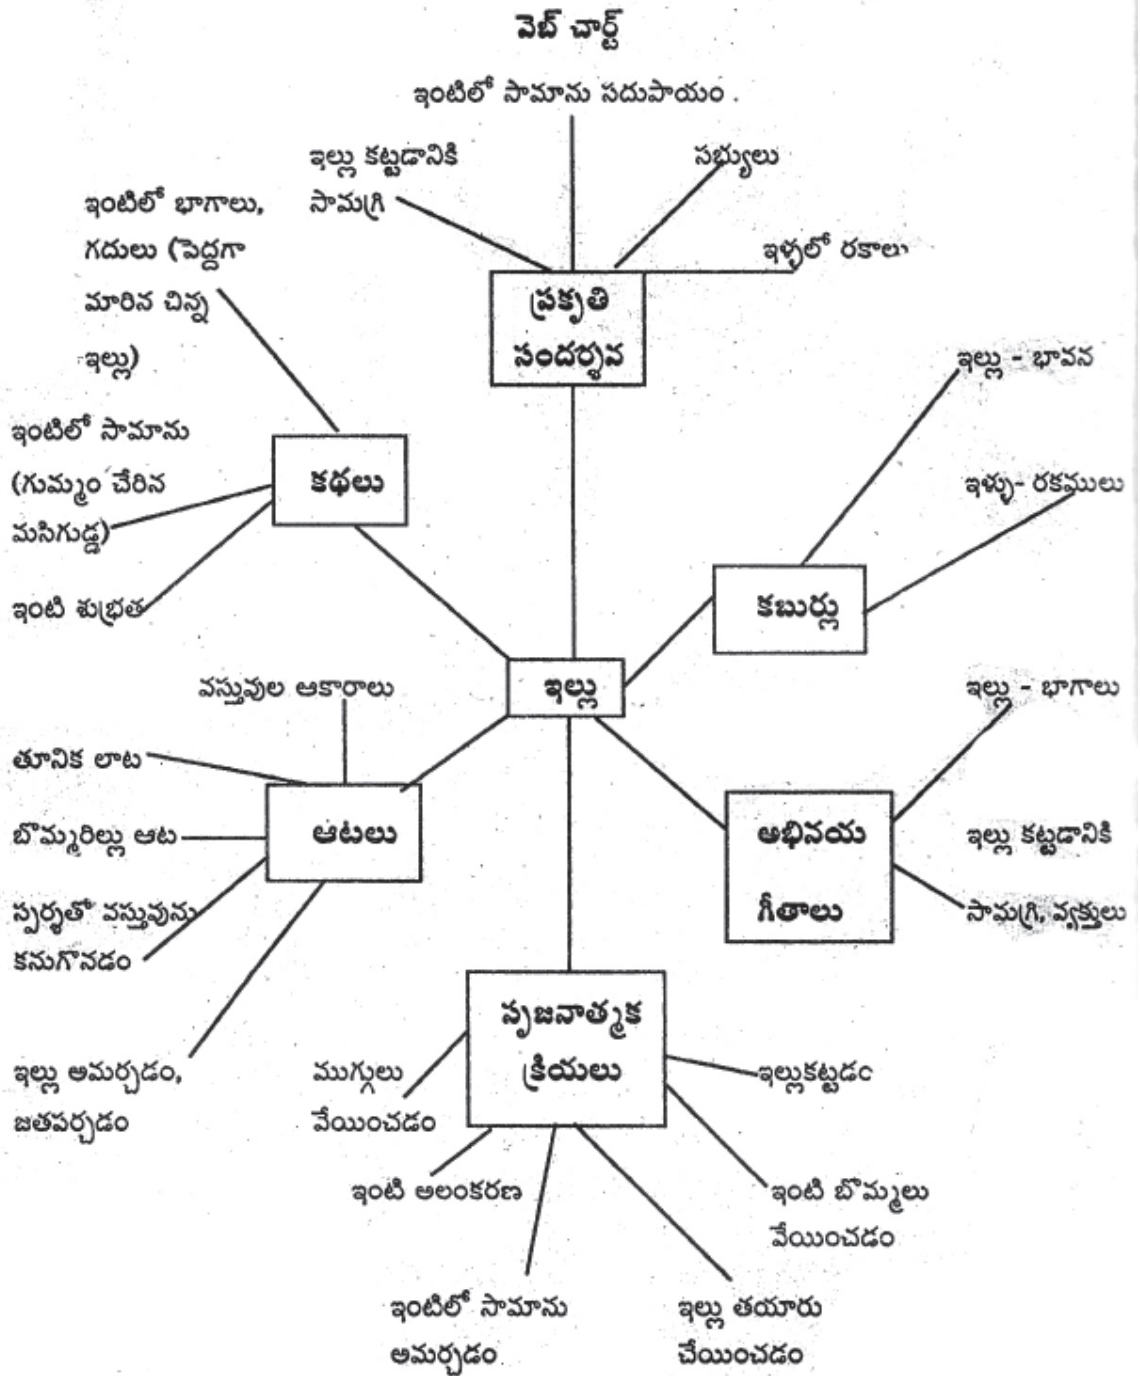 వెబ్ చార్ట్
ఇంటిలో సామాను సదుపాయం.
ఇల్లు కట్టడానికి
సామగ్రి
సభ్యులు
ఇళ్ళలో రకాలు
ప్రకృతి
సందర్శన
ఇంటిలో భాగాలు,
గదులు (పెద్దగా
మారిన చిన్న
ఇల్లు)
ఇంటిలో సామాను
(గుమ్మం చేరిన
మసిగుడ్డ)
ఇంటి శుభ్రత
కథలు
ఇల్లు - భావన
ఇళ్ళు- రకములు
కబుర్లు
ఇల్లు
వస్తువుల ఆకారాలు
తూనిక లాట
బొమ్మరిల్లు ఆట
స్పర్శతో వస్తువును
కనుగొనడం
ఇల్లు అమర్చడం,
జతపర్చడం
ఆటలు
ఇల్లు - భాగాలు
ఇల్లు కట్టడానికి
సామగ్రి, వ్యక్తులు
అభినయ
గీతాలు
సృజనాత్మక
క్రియలు
ముగ్గులు
వేయించడం
ఇంటి అలంకరణ
ఇంటిలో సామాను
అమర్చడం
ఇల్లు తయారు
చేయించడం
ఇంటి బొమ్మలు
వేయించడం
ఇల్లుకట్టడం